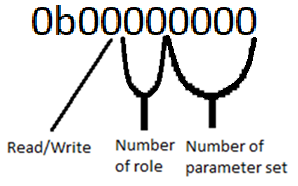 0b00000000
Read/Write
Number
of role
Number of
parameter set